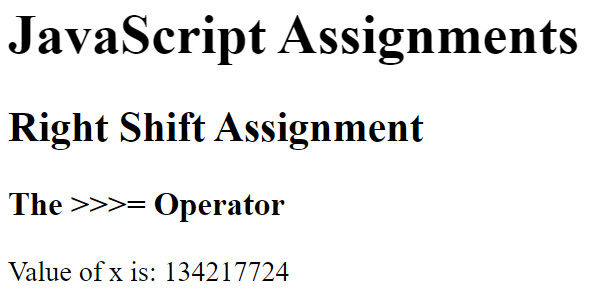 JavaScript Assignments
Right Shift Assignment
The >>>= Operator
Value of x is: 134217724